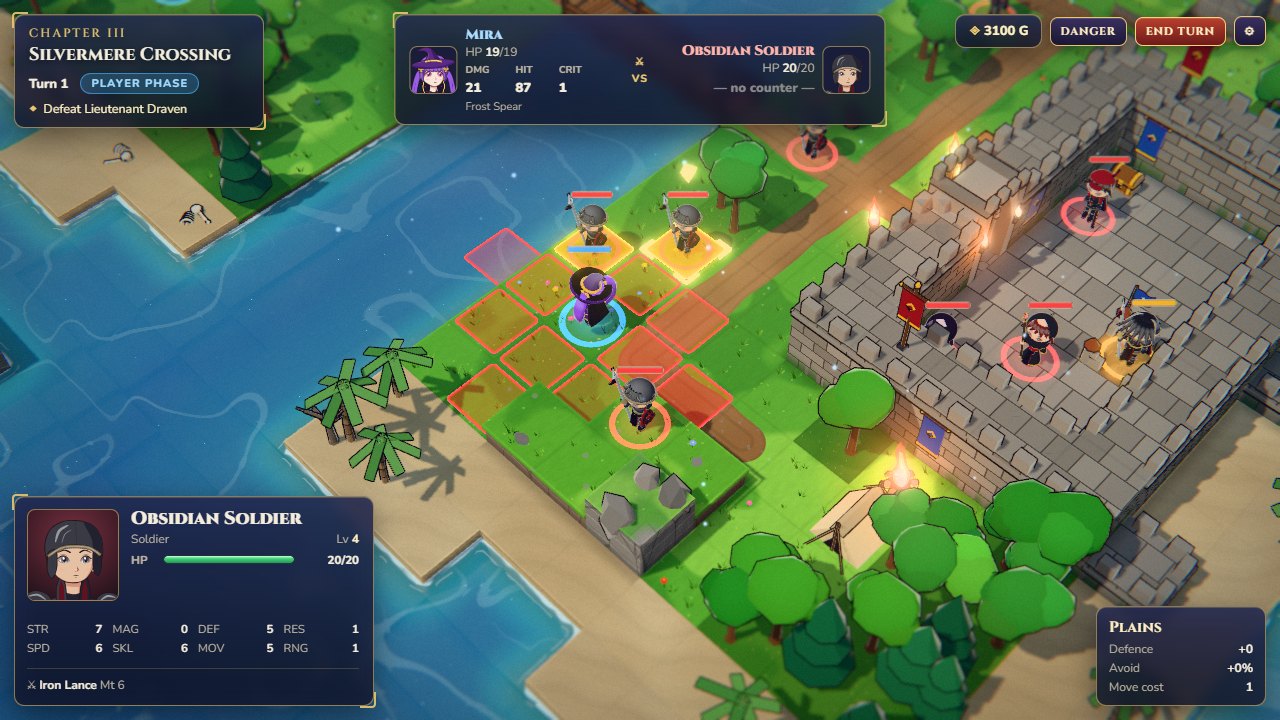 CHAPTER III
SILVERMERE CROSSING
Turn 1 PLAYER PHASE
Defeat Lieutenant Draven
MIRA
HP 19/19
DMG HIT CRIT
21 87 1
Frost Spear
VS
OBSIDIAN SOLDIER
HP 20/20
— no counter —
3100 G
DANGER
END TURN
OBSIDIAN SOLDIER
Soldier Lv 4
HP 20/20
STR 7 MAG 0 DEF 5 RES 1
SPD 6 SKL 6 MOV 5 RNG 1
Iron Lance Mt 6
PLAINS
Defence +0
Avoid +0%
Move cost 1